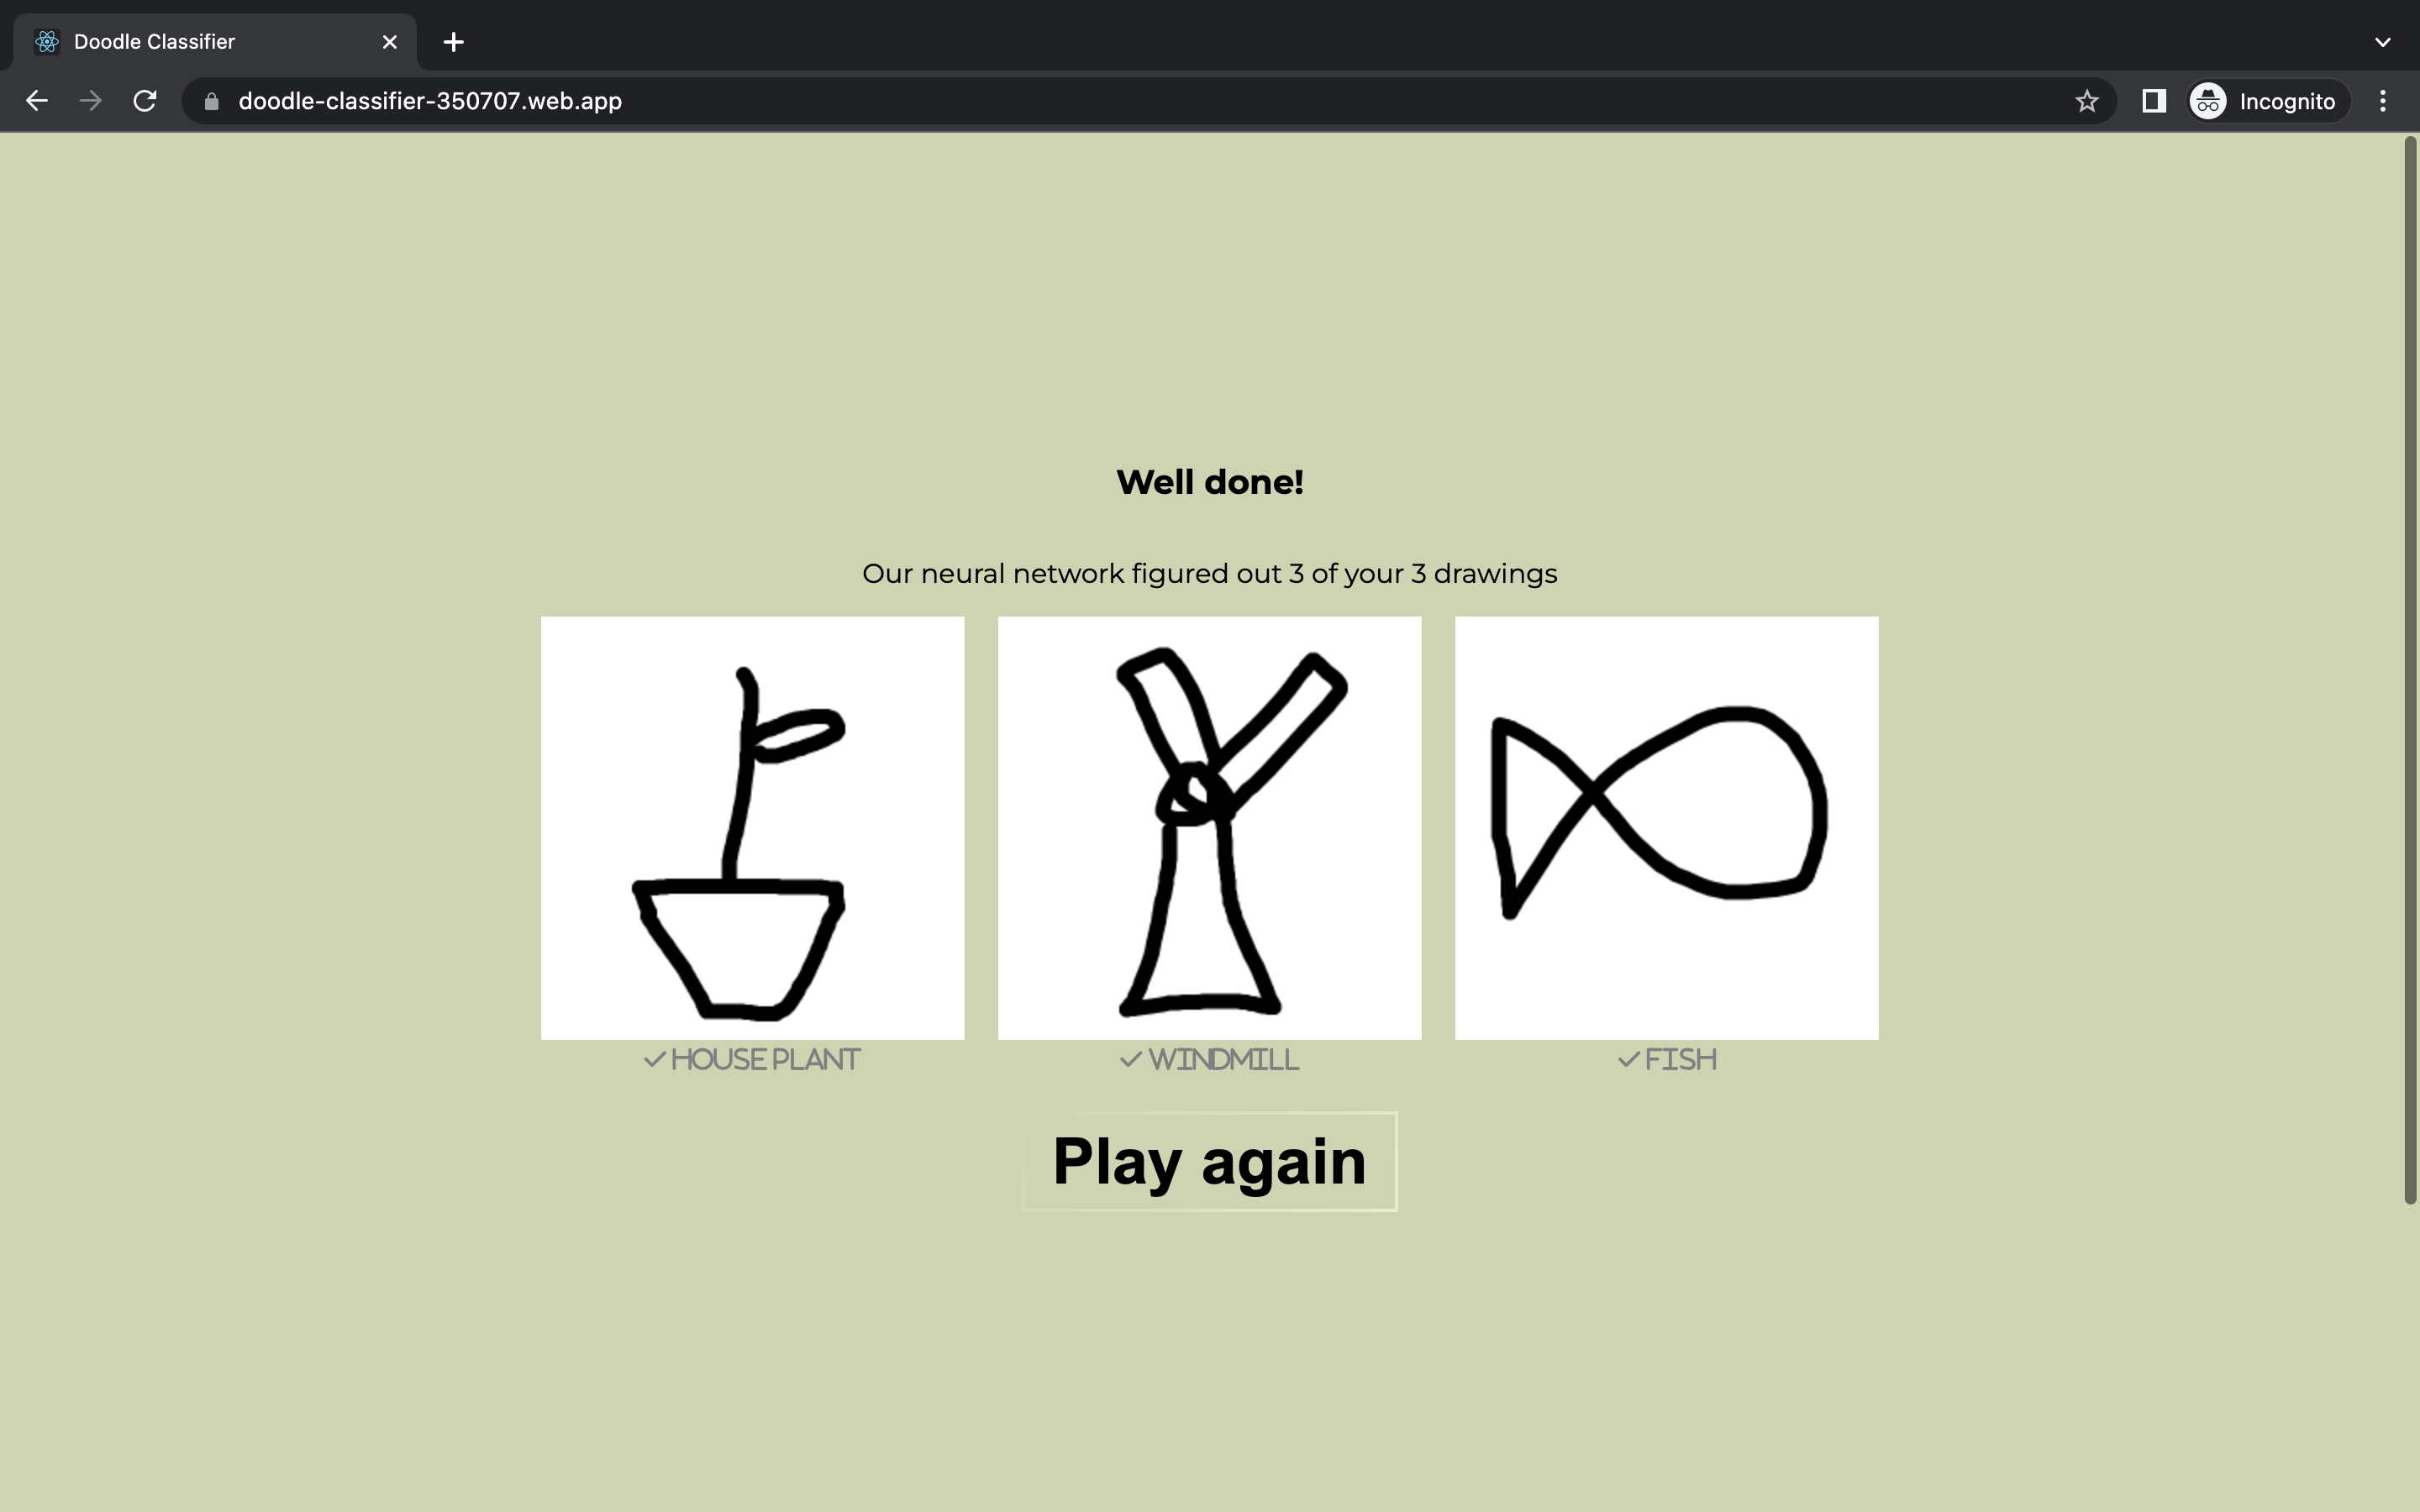 Doodle Classifier
doodle-classifier-350707.web.app
Incognito
Well done!
Our neural network figured out 3 of your 3 drawings
HOUSE PLANT
WINDMILL
FISH
Play again